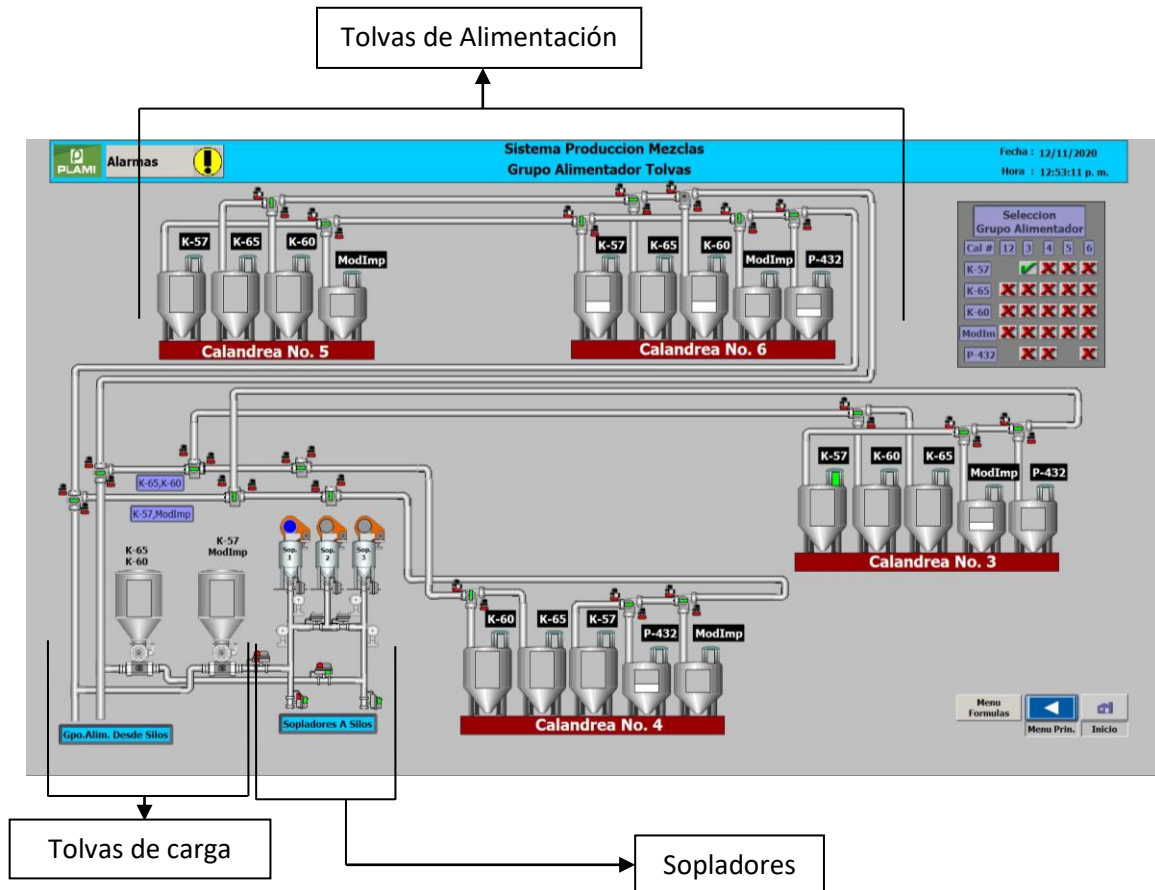 Tolvas de Alimentación
PLAMI
Alarmas
Sistema Produccion Mezclas
Grupo Alimentador Tolvas
Fecha : 12/11/2020
Hora : 12:53:11 p. m.
K-57 K-65 K-60 ModImp
Calandrea No. 5
K-57 K-65 K-60 ModImp P-432
Calandrea No. 6
Seleccion
Grupo Alimentador
Cal # 12 3 4 5 6
K-57
K-65
K-60
ModIm
P-432
K-57 K-60 K-65 ModImp P-432
Calandrea No. 3
K-65,K-60
K-57,ModImp
K-65
K-60
K-57
ModImp
Sop. 1
Sop. 2
Sop. 3
K-60 K-65 K-57 P-432 ModImp
Calandrea No. 4
Gpo.Alim. Desde Silos
Sopladores A Silos
Menu
Formulas
Menu Prin.
Inicio
Tolvas de carga
Sopladores